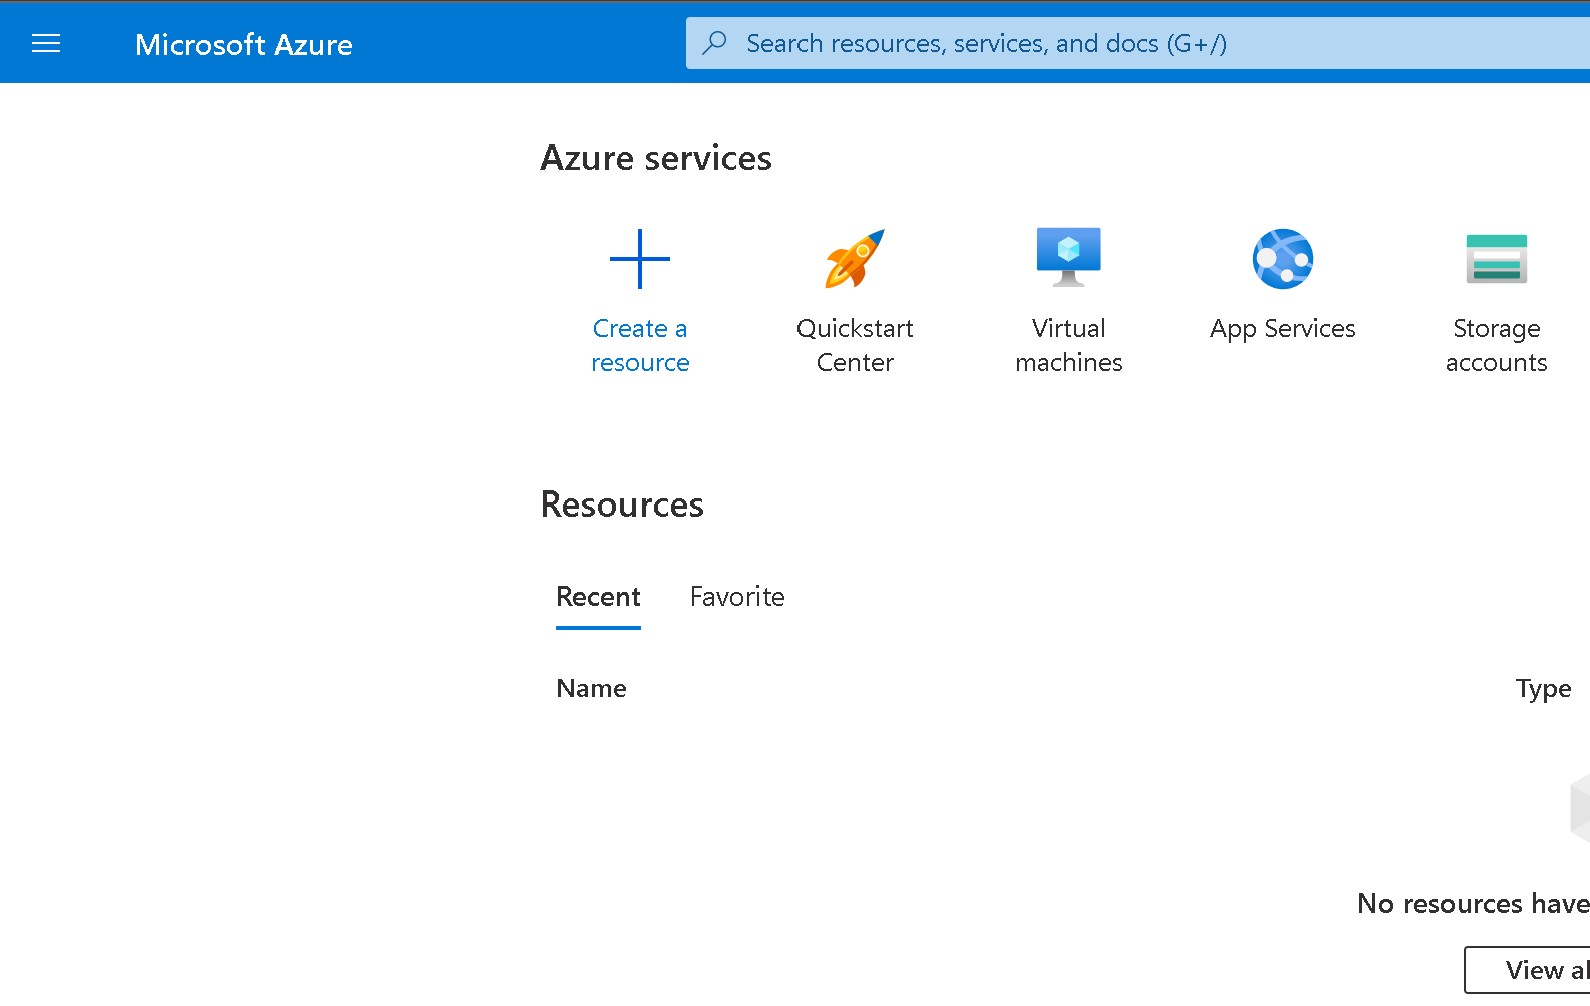 Microsoft Azure
Search resources, services, and docs (G+/)
Azure services
Create a
resource
Quickstart
Center
Virtual
machines
App Services
Storage
accounts
Resources
Recent
Favorite
Name
Type
No resources have
View al